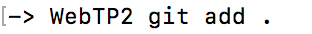 [-> WebTP2 git add .